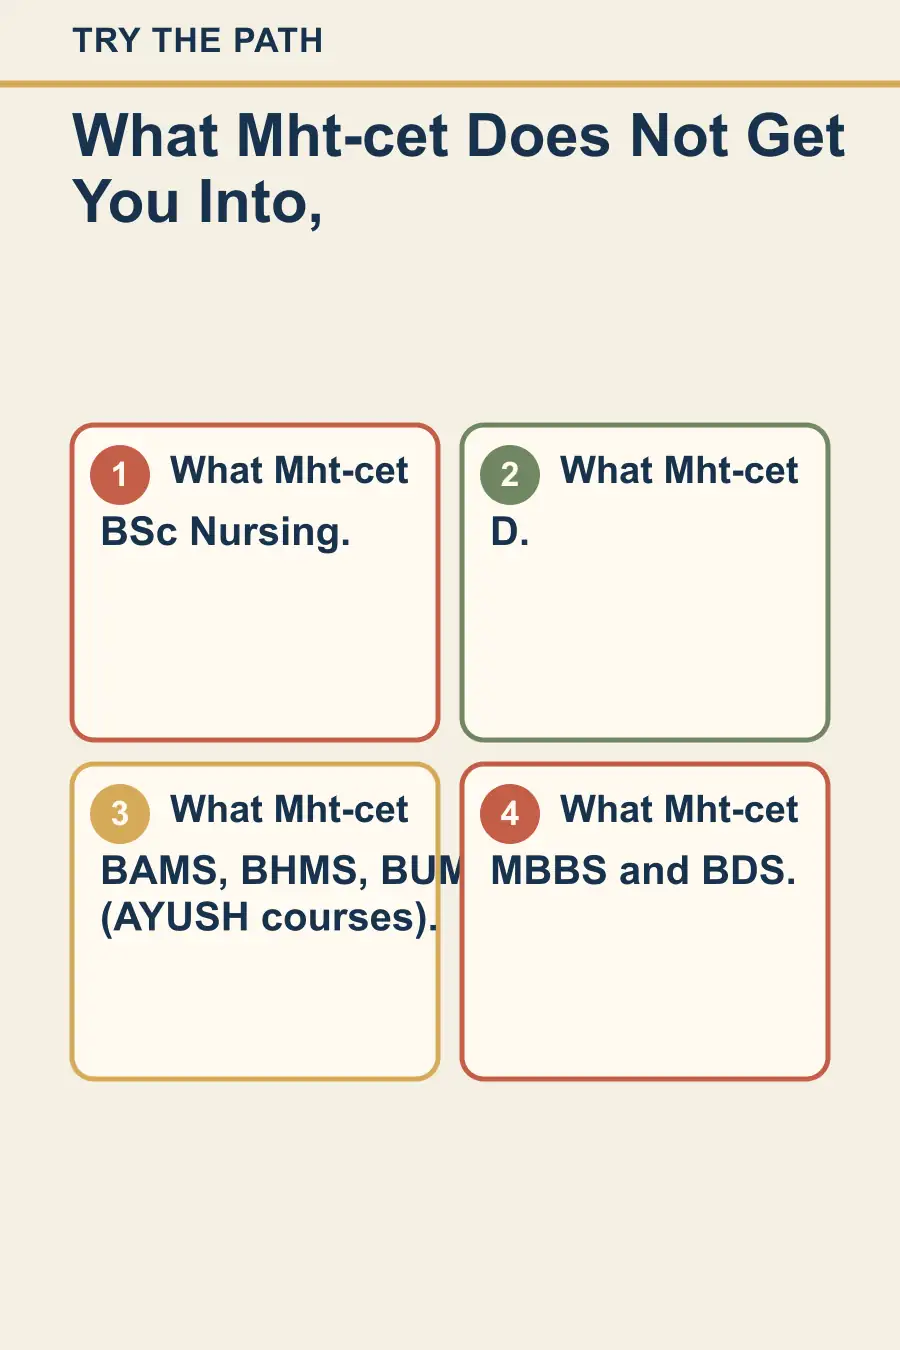 TRY THE PATH
What Mht-cet Does Not Get
You Into,
1 What Mht-cet
BSc Nursing.
2 What Mht-cet
D.
3 What Mht-cet
BAMS, BHMS,
(AYUSH courses).
4 What Mht-cet
MBBS and BDS.